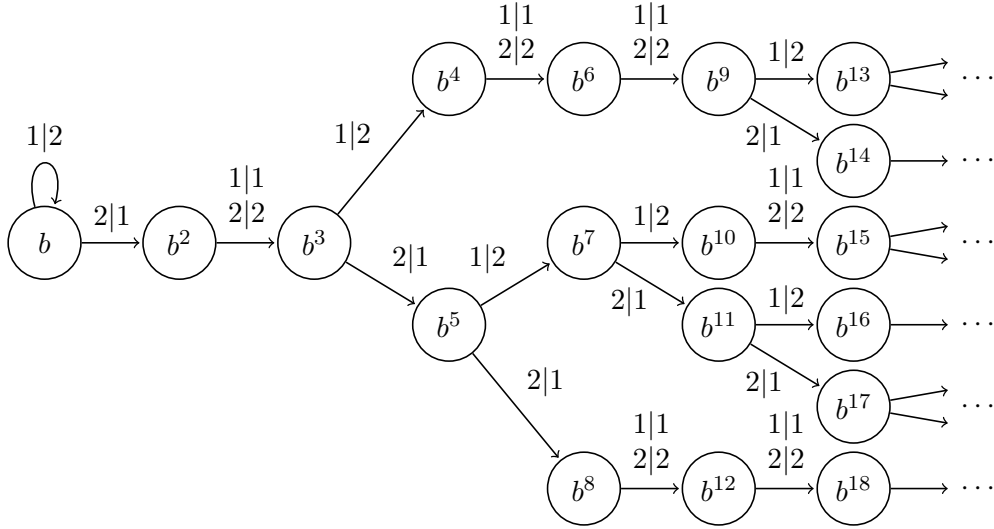 1|1 1|1
2|2 2|2 1|2
b⁴ b⁶ b⁹ b¹³ ···
1|2 1|2 2|1
b¹⁴ ···
1|1 1|1
2|1 2|2 1|2 2|2
b b² b³ 2|1 1|2 b⁷ b¹⁰ b¹⁵ ···
2|1 1|2
b⁵ b¹¹ b¹⁶ ···
2|1 2|1
b¹⁷ ···
1|1 1|1
2|2 2|2
b⁸ b¹² b¹⁸ ···